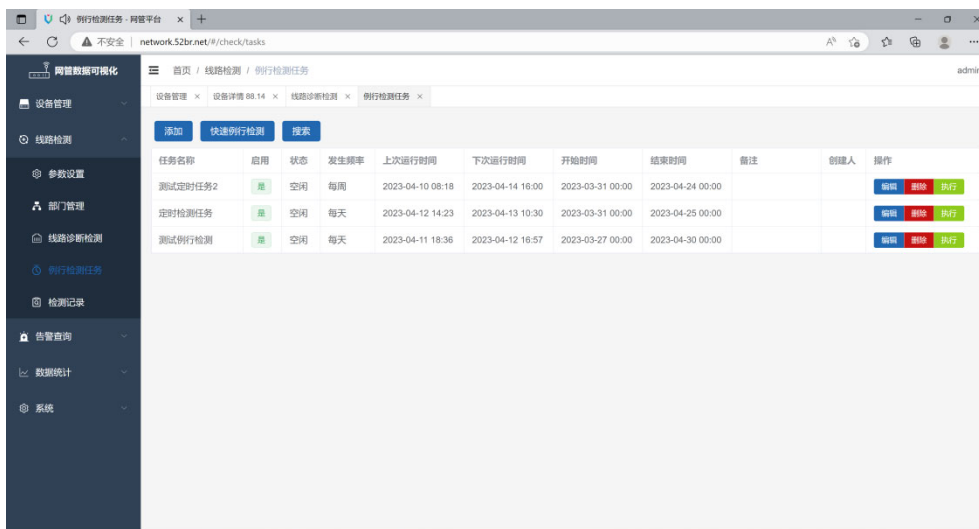 例行检测任务 - 网管平台
不安全 network.52br.net/#/check/tasks
网管数据可视化
首页 / 线路检测 / 例行检测任务
admin
设备管理 × 设备详情 88.14 × 线路诊断检测 × 例行检测任务 ×
设备管理
线路检测
参数设置
部门管理
线路诊断检测
例行检测任务
检测记录
告警查询
数据统计
系统
添加 快速例行检测 搜索
任务名称 启用 状态 发生频率 上次运行时间 下次运行时间 开始时间 结束时间 备注 创建人 操作
测试定时任务2 是 空闲 每周 2023-04-10 08:18 2023-04-14 16:00 2023-03-31 00:00 2023-04-24 00:00 编辑 删除 执行
定时检测任务 是 空闲 每天 2023-04-12 14:23 2023-04-13 10:30 2023-03-31 00:00 2023-04-25 00:00 编辑 删除 执行
测试例行检测 是 空闲 每天 2023-04-11 18:36 2023-04-12 16:57 2023-03-27 00:00 2023-04-30 00:00 编辑 删除 执行